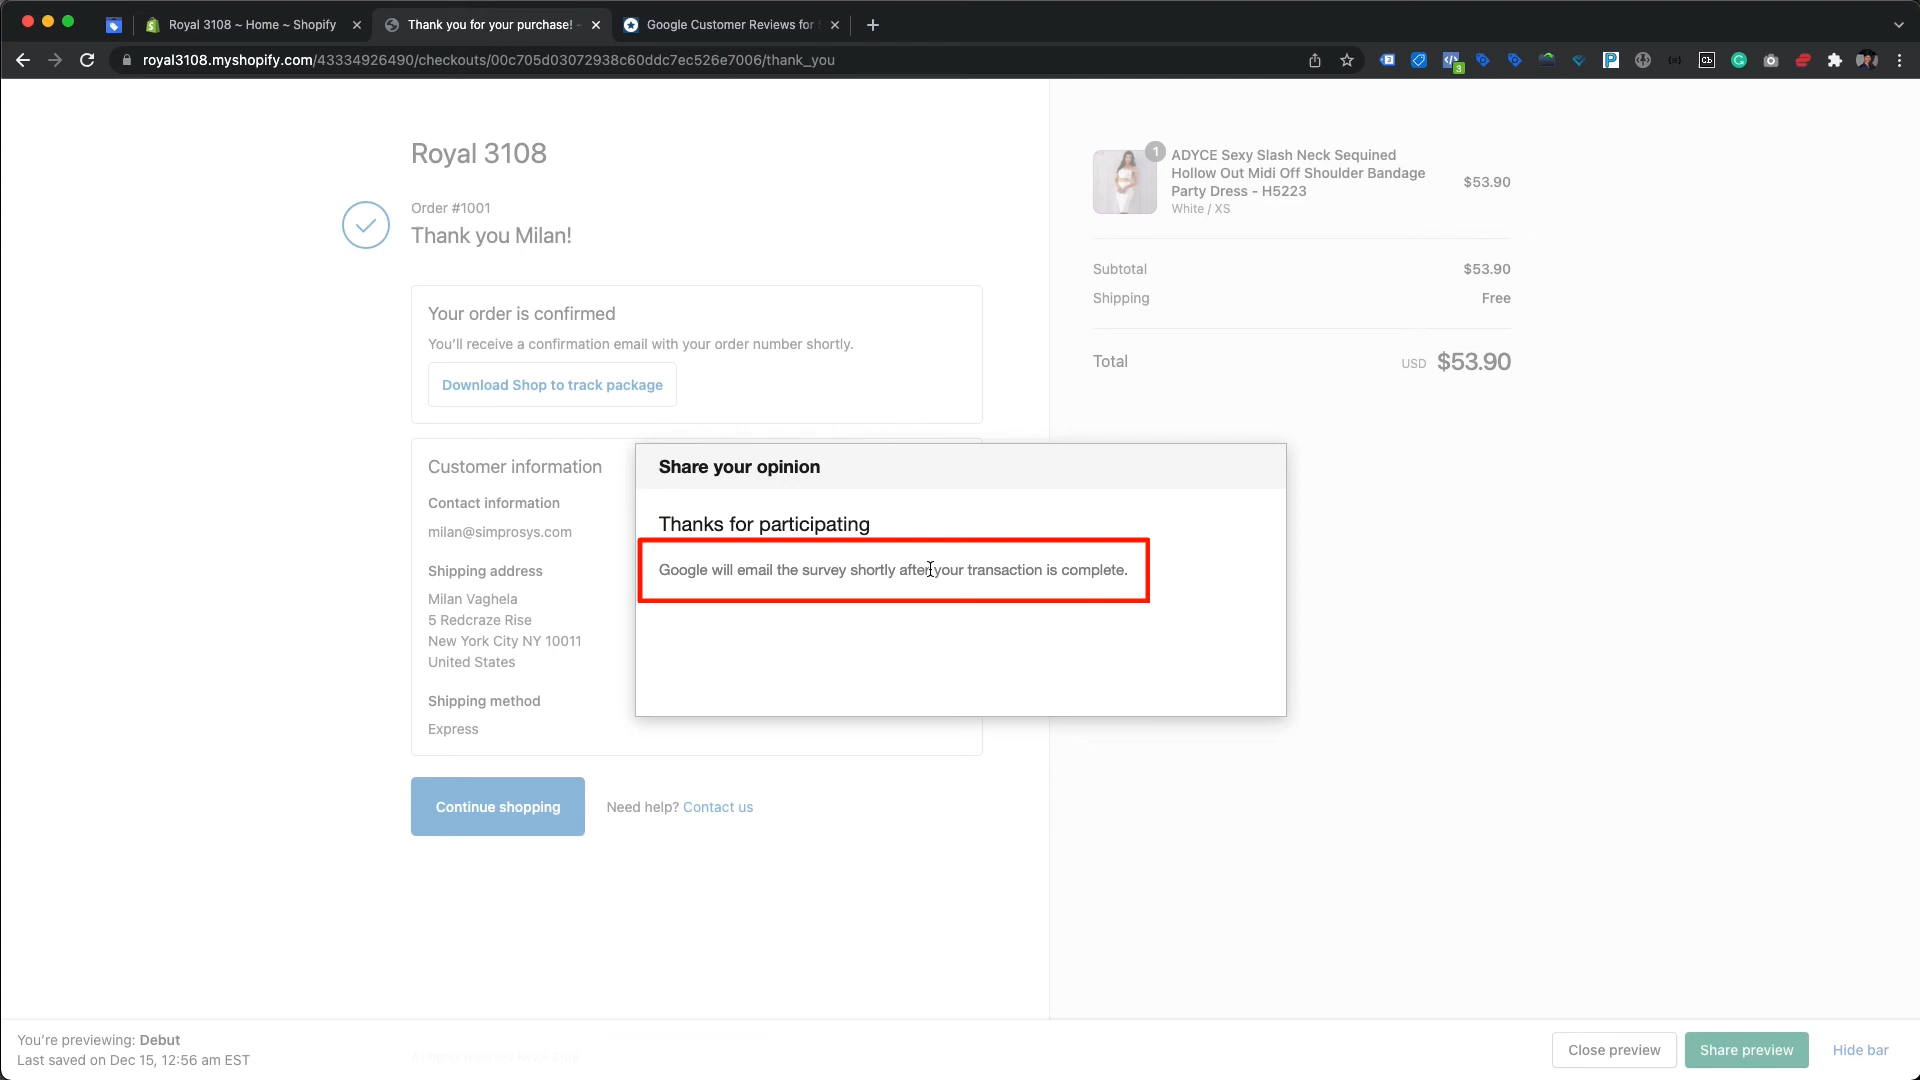 Royal 3108 ~ Home ~ Shopify
Thank you for your purchase! -
Google Customer Reviews for
royal3108.myshopify.com/43334926490/checkouts/00c705d03072938c60ddc7ec526e7006/thank_you
Royal 3108
Order #1001
Thank you Milan!
Your order is confirmed
You'll receive a confirmation email with your order number shortly.
Download Shop to track package
Customer information
Contact information
milan@simprosys.com
Shipping address
Milan Vaghela
5 Redcraze Rise
New York City NY 10011
United States
Shipping method
Express
Continue shopping
Need help? Contact us
1
ADYCE Sexy Slash Neck Sequined
Hollow Out Midi Off Shoulder Bandage
Party Dress - H5223
White / XS
$53.90
Subtotal $53.90
Shipping Free
Total USD $53.90
Share your opinion
Thanks for participating
Google will email the survey shortly after your transaction is complete.
You're previewing: Debut
Last saved on Dec 15, 12:56 am EST
Close preview
Share preview
Hide bar